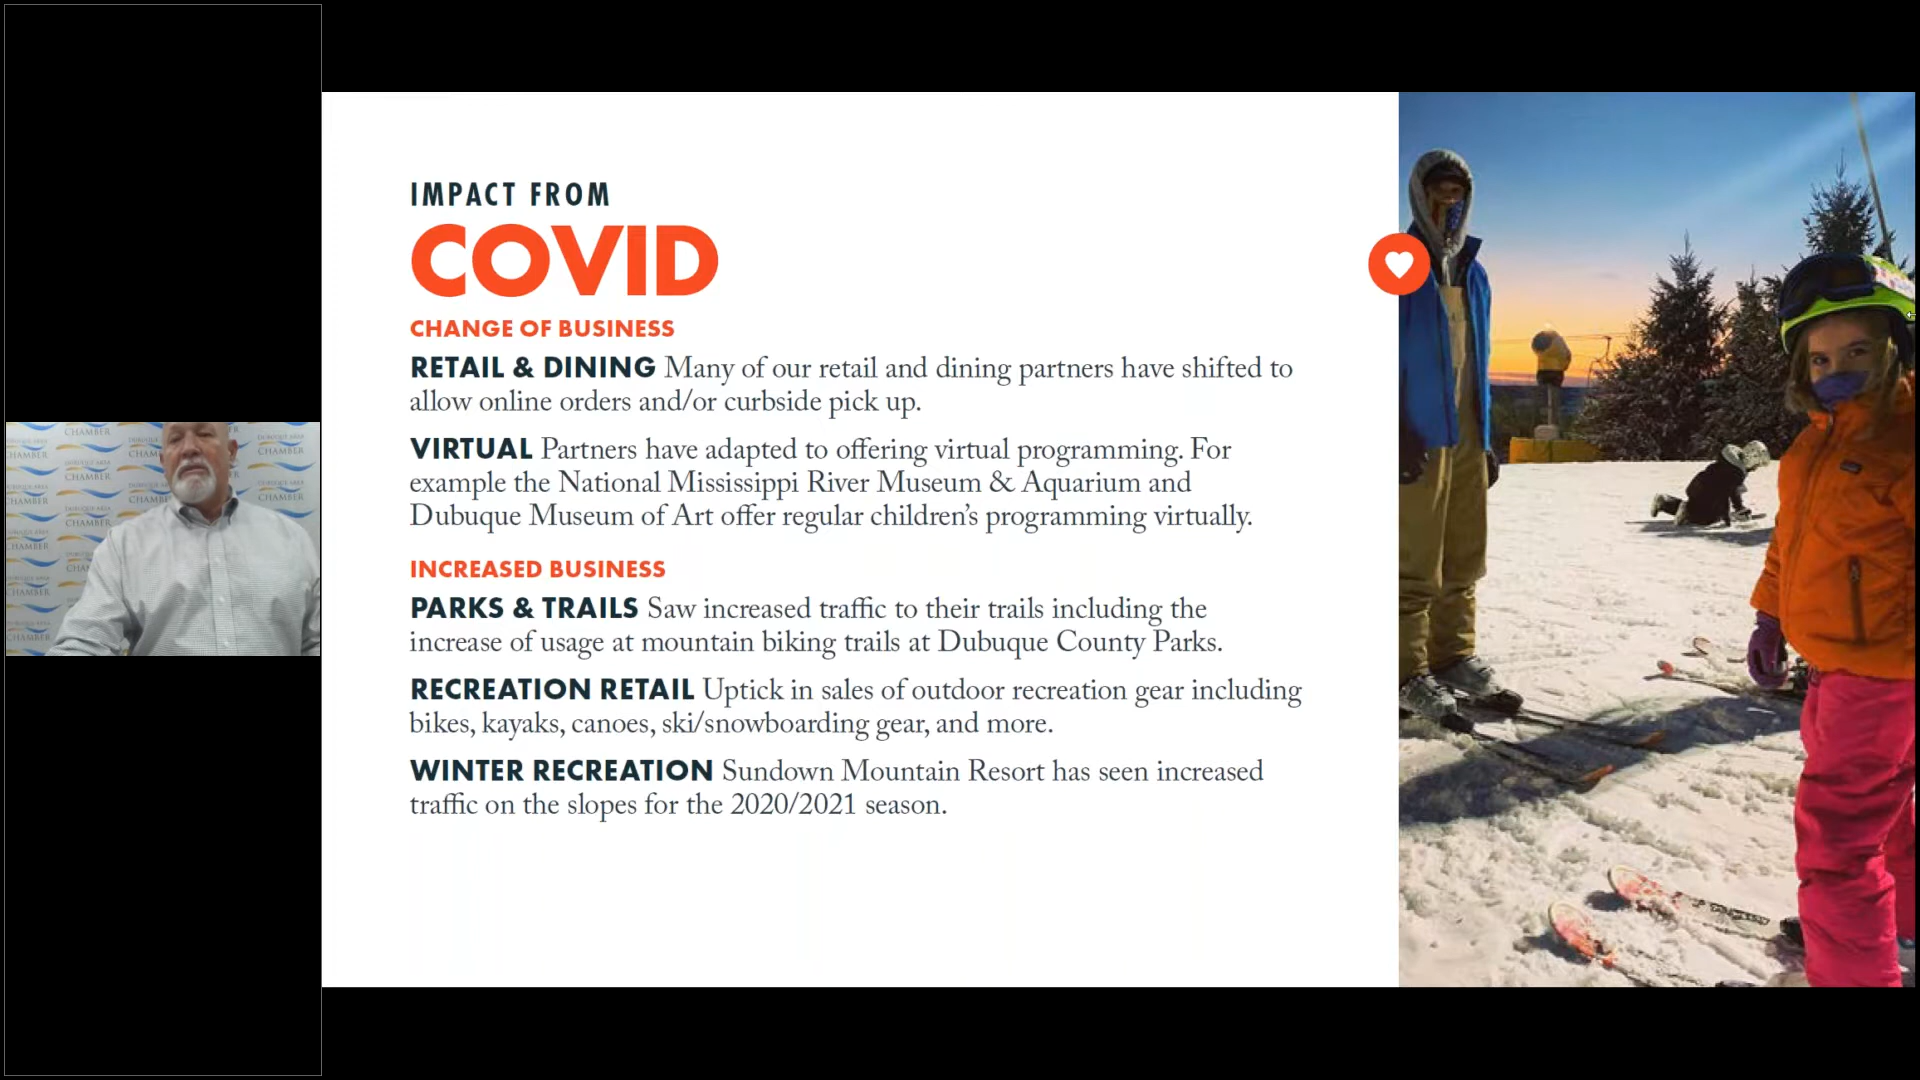 IMPACT FROM
COVID
CHANGE OF BUSINESS
RETAIL & DINING Many of our retail and dining partners have shifted to
allow online orders and/or curbside pick up.
VIRTUAL Partners have adapted to offering virtual programming. For
example the National Mississippi River Museum & Aquarium and
Dubuque Museum of Art offer regular children’s programming virtually.
INCREASED BUSINESS
PARKS & TRAILS Saw increased traffic to their trails including the
increase of usage at mountain biking trails at Dubuque County Parks.
RECREATION RETAIL Uptick in sales of outdoor recreation gear including
bikes, kayaks, canoes, ski/snowboarding gear, and more.
WINTER RECREATION Sundown Mountain Resort has seen increased
traffic on the slopes for the 2020/2021 season.
DUBUQUE AREA
CHAMBER